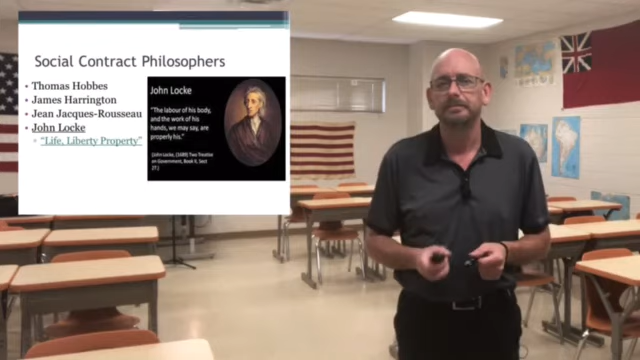 Social Contract Philosophers
Thomas Hobbes
James Harrington
Jean Jacques-Rousseau
John Locke
"Life, Liberty Property"
John Locke
"The labour of his body,
and the work of his
hands, we may say, are
properly his."
(John Locke, (1689) Two Treatise
on Government, Book II, Sect
27.)